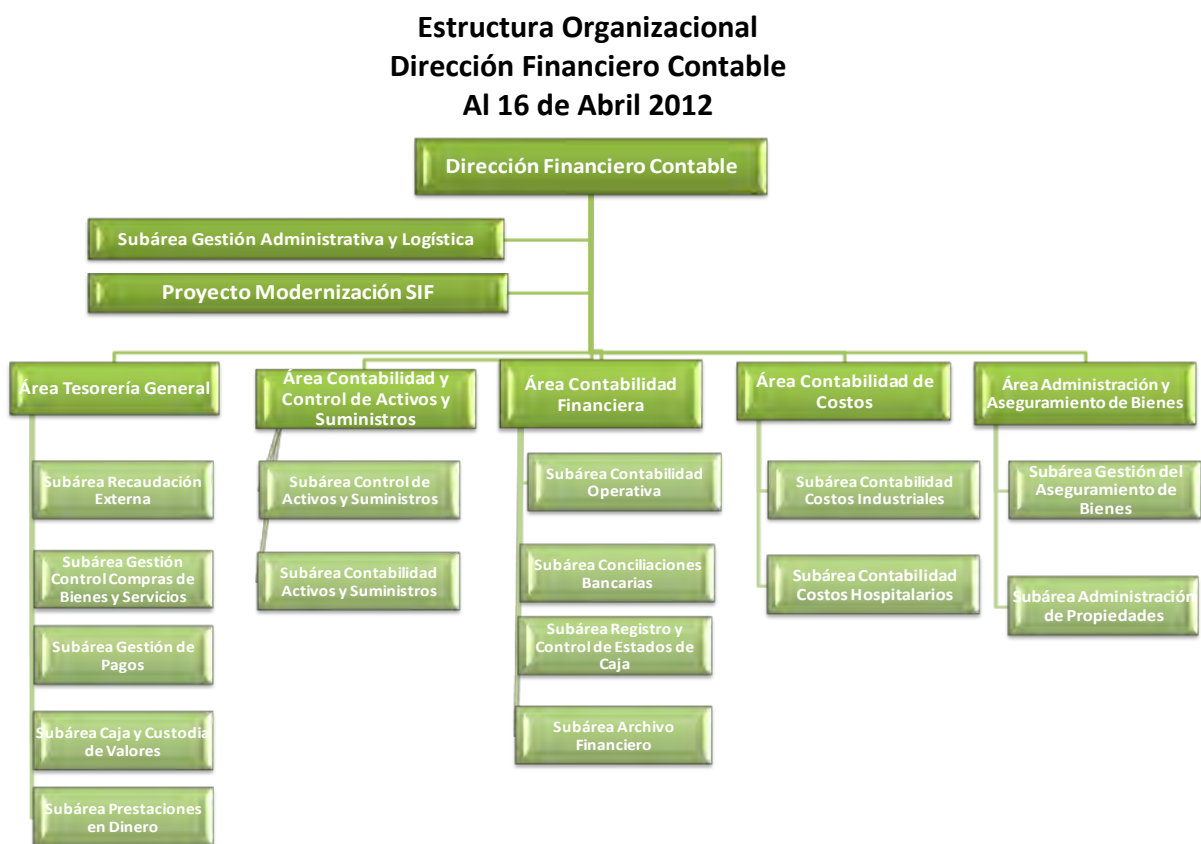 Estructura Organizacional
Dirección Financiero Contable
Al 16 de Abril 2012
Dirección Financiero Contable
Subárea Gestión Administrativa y Logística
Proyecto Modernización SIF
Área Tesorería General
Subárea Recaudación
Externa
Subárea Gestión
Control Compras de
Bienes y Servicios
Subárea Gestión de
Pagos
Subárea Caja y Custodia
de Valores
Subárea Prestaciones
en Dinero
Área Contabilidad y
Control de Activos y
Suministros
Subárea Control de
Activos y Suministros
Subárea Contabilidad
Activos y Suministros
Área Contabilidad
Financiera
Subárea Contabilidad
Operativa
Subárea Conciliaciones
Bancarias
Subárea Registro y
Control de Estados de
Caja
Subárea Archivo
Financiero
Área Contabilidad de
Costos
Subárea Contabilidad
Costos Industriales
Subárea Contabilidad
Costos Hospitalarios
Área Administración y
Aseguramiento de Bienes
Subárea Gestión del
Aseguramiento de
Bienes
Subárea Administración
de Propiedades